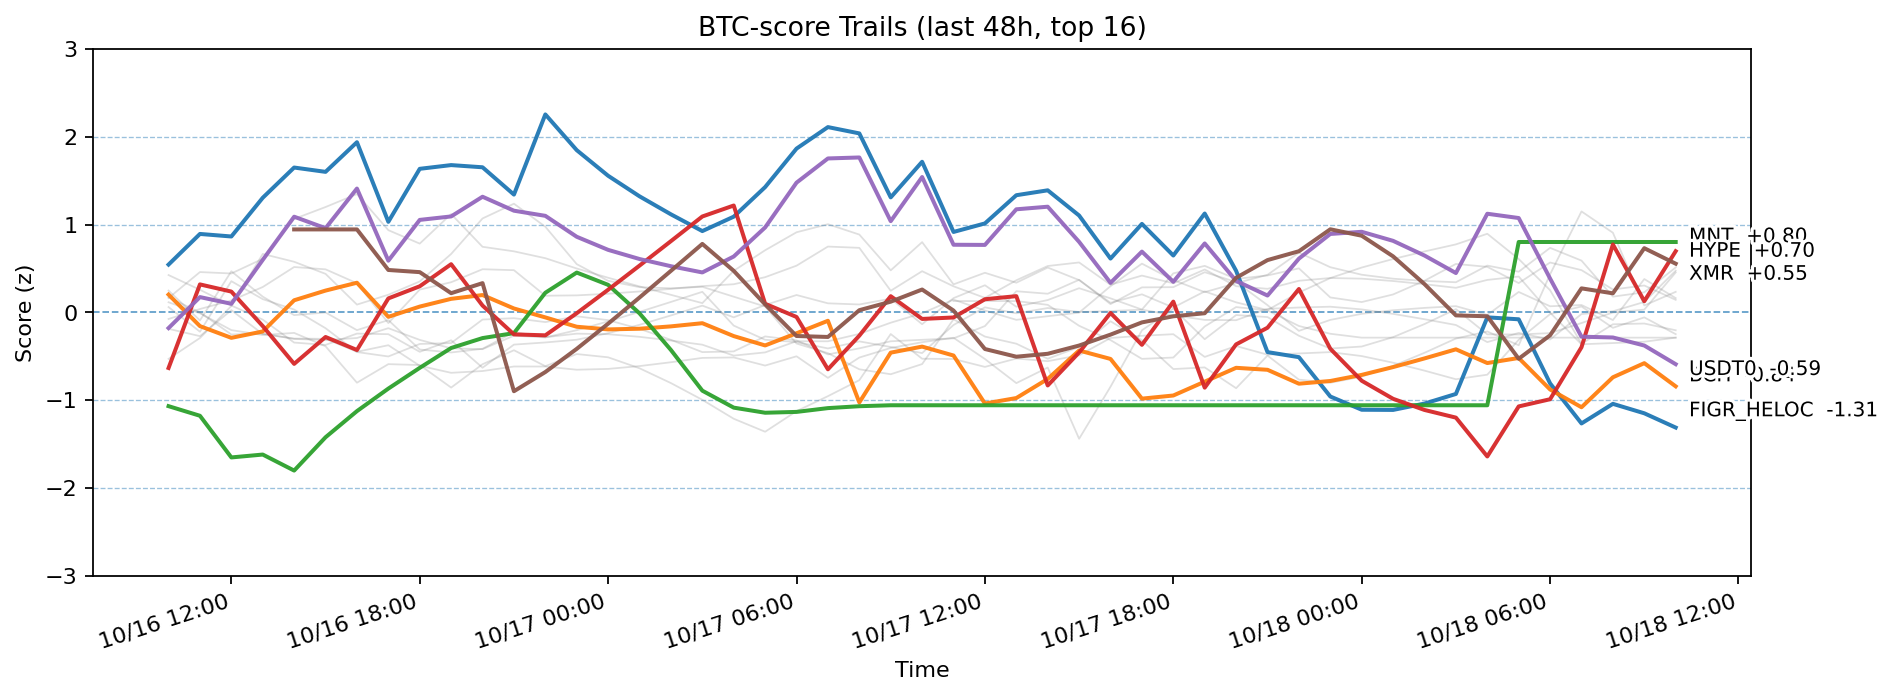 BTC-score Trails (last 48h, top 16)
3
2
1
0
−1
−2
−3
Score (z)
MNT +0.80
HYPE +0.70
XMR +0.55
USDT0 -0.59
FIGR_HELOC -1.31
10/16 12:00
10/16 18:00
10/17 00:00
10/17 06:00
10/17 12:00
10/17 18:00
10/18 00:00
10/18 06:00
10/18 12:00
Time